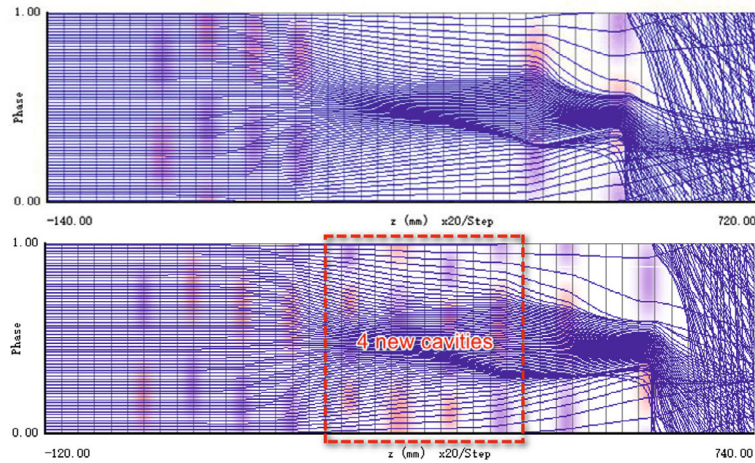 1.00
Phase
0.00
-140.00 z (mm) x20/Step 720.00
1.00
Phase
4 new cavities
0.00
-120.00 z (mm) x20/Step 740.00